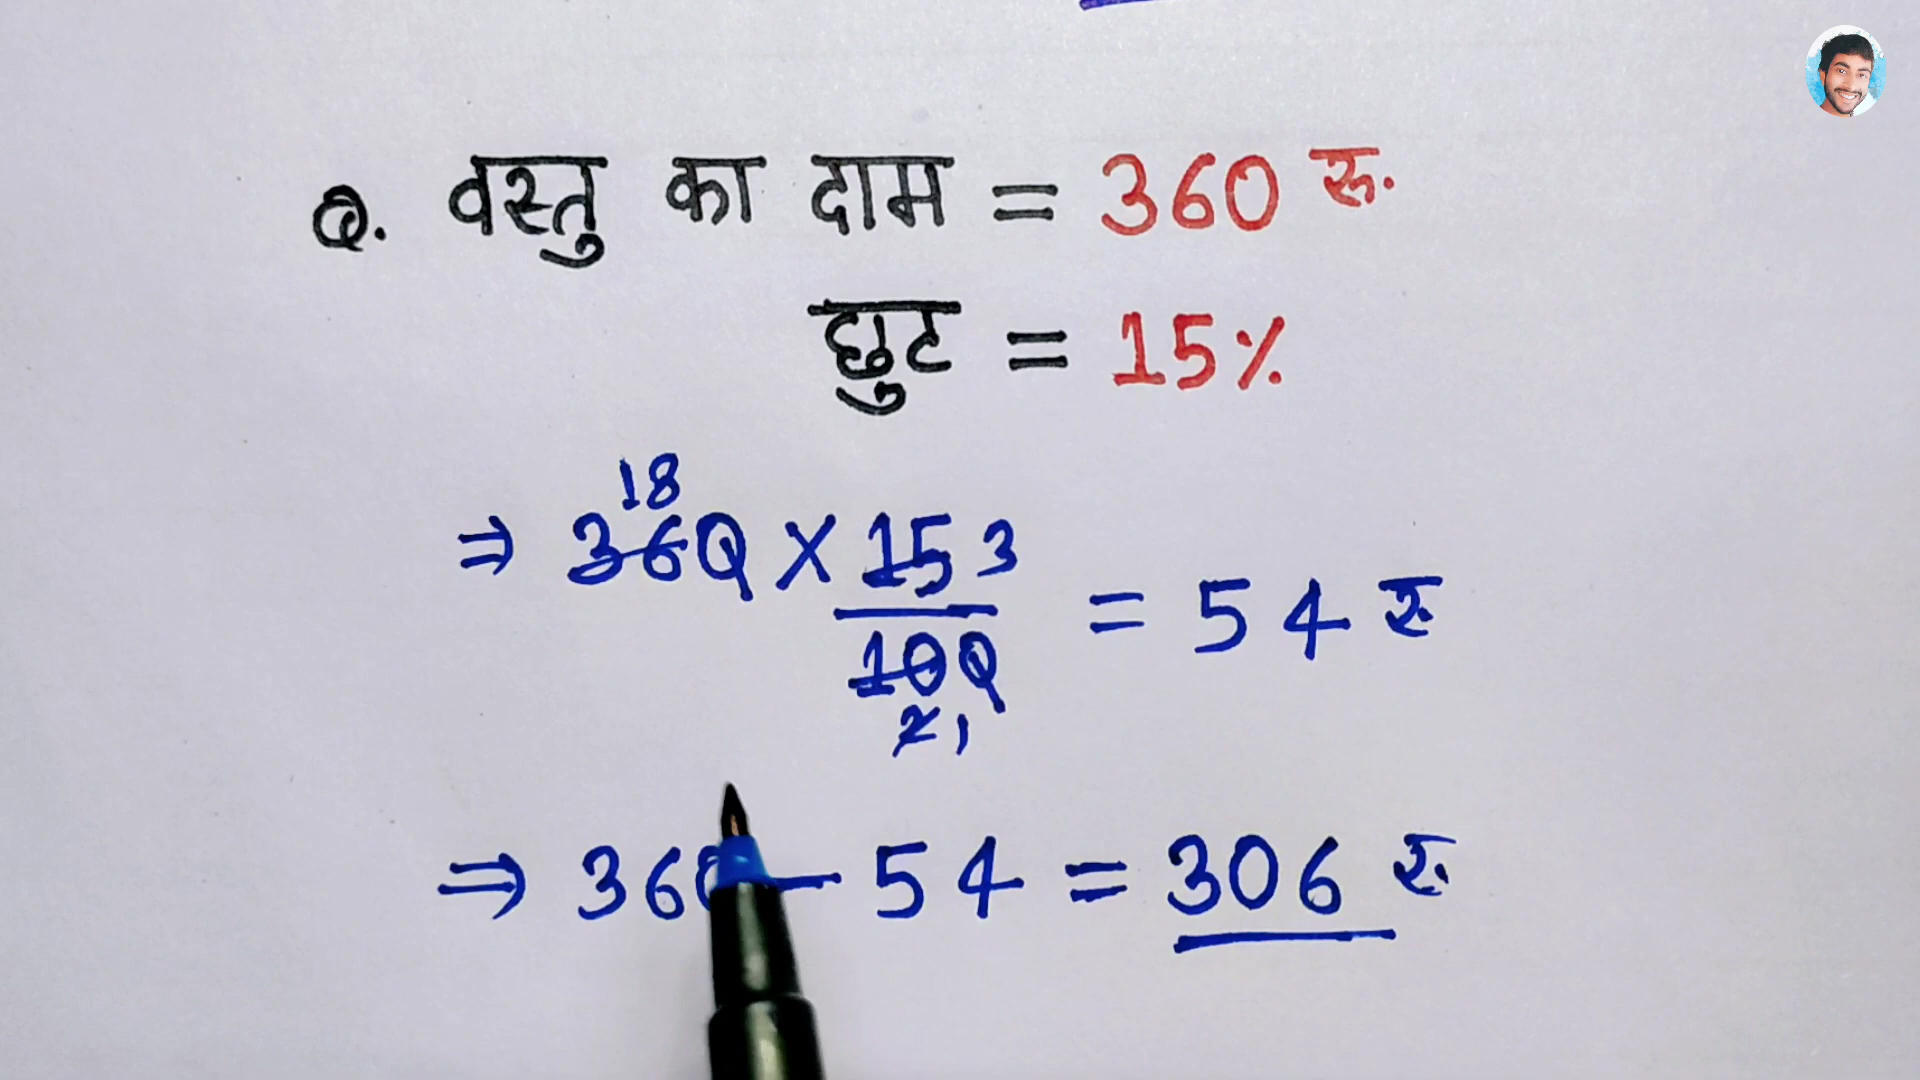 Q. वस्तु का दाम = 360 रु.
छुट = 15%
18
⇒ 360 × 15 3
100
2 1
= 54 रु
⇒ 360 - 54 = 306 रु